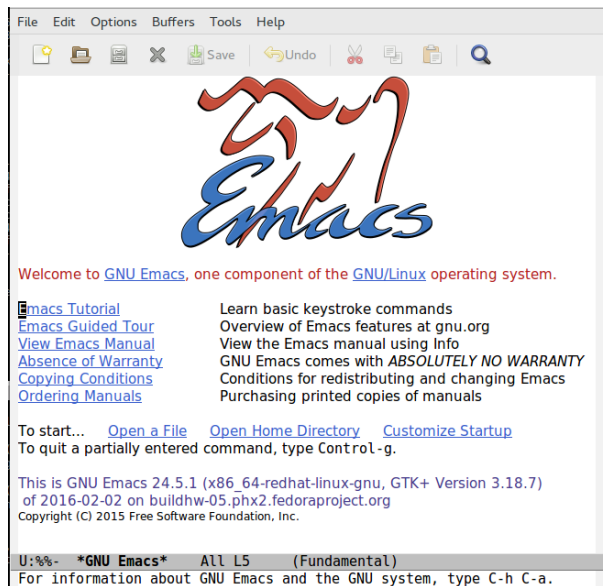 File Edit Options Buffers Tools Help
Save Undo
Emacs
Welcome to GNU Emacs, one component of the GNU/Linux operating system.
Emacs Tutorial Learn basic keystroke commands
Emacs Guided Tour Overview of Emacs features at gnu.org
View Emacs Manual View the Emacs manual using Info
Absence of Warranty GNU Emacs comes with ABSOLUTELY NO WARRANTY
Copying Conditions Conditions for redistributing and changing Emacs
Ordering Manuals Purchasing printed copies of manuals
To start... Open a File Open Home Directory Customize Startup
To quit a partially entered command, type Control-g.
This is GNU Emacs 24.5.1 (x86_64-redhat-linux-gnu, GTK+ Version 3.18.7)
of 2016-02-02 on buildhw-05.phx2.fedoraproject.org
Copyright (C) 2015 Free Software Foundation, Inc.
U:%%- *GNU Emacs* All L5 (Fundamental)
For information about GNU Emacs and the GNU system, type C-h C-a.